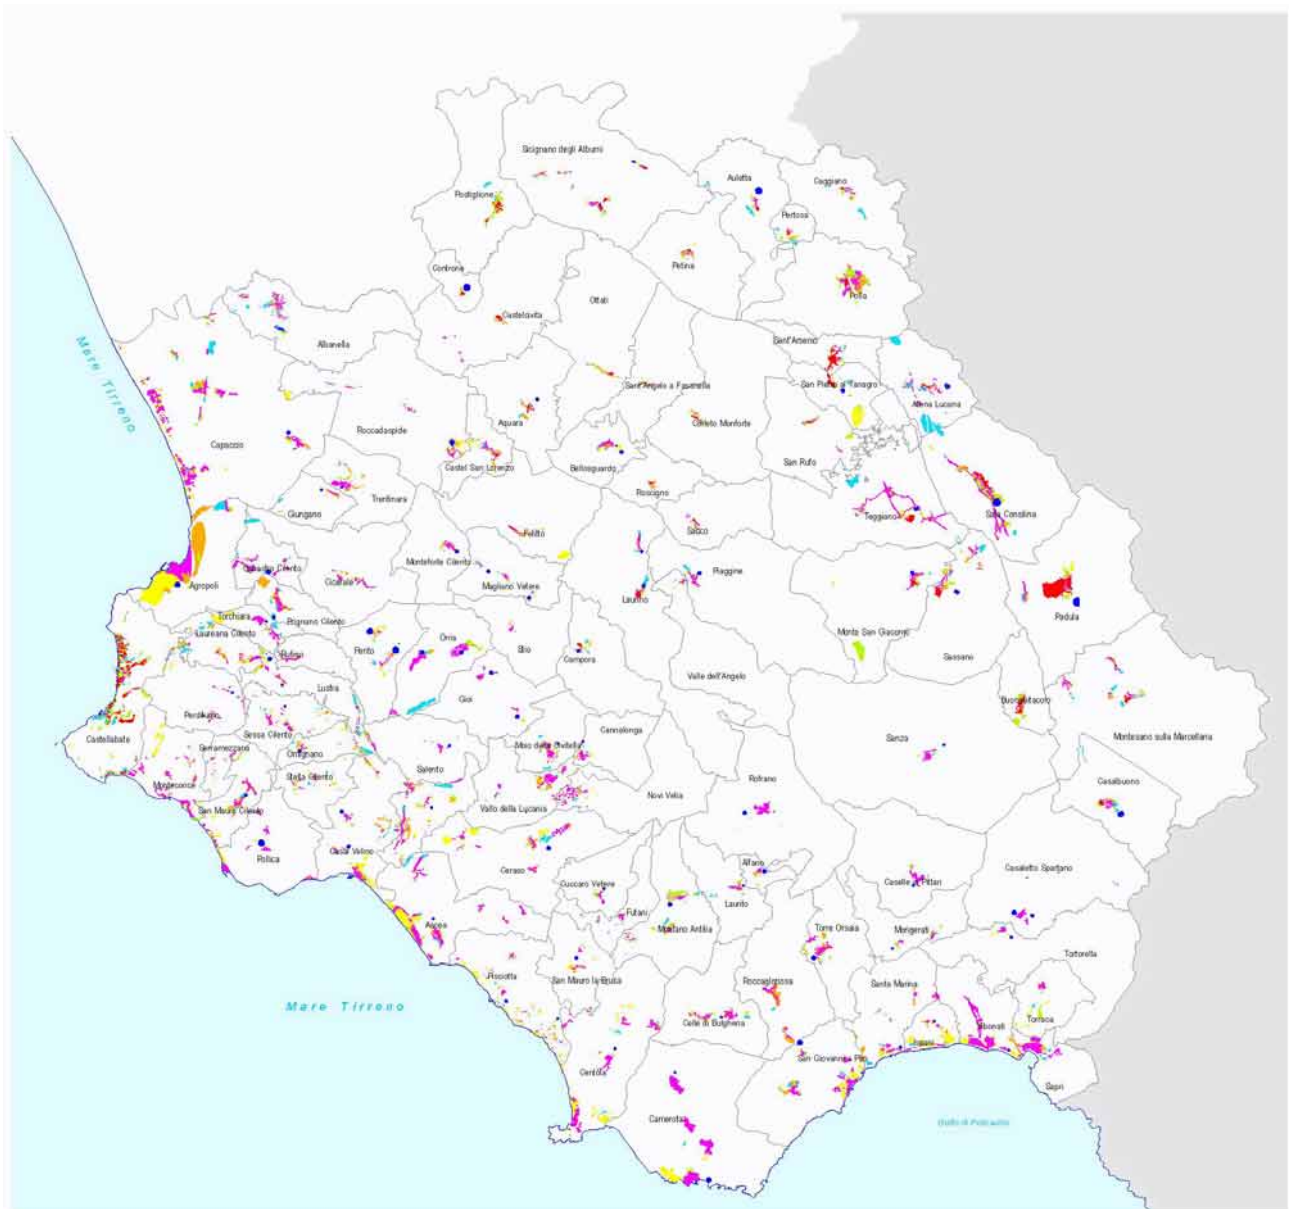 Sicignano degli Alburni
Auletta
Caggiano
Postiglione
Pertosa
Controne
Petina
Polla
Ottati
Castelcivita
Albanella
Sant'Arsenio
Mare Tirreno
Sant'Angelo a Fasanella
San Pietro al Tanagro
Atena Lucana
Roccadaspide
Aquara
Corleto Monforte
Capaccio
Castel San Lorenzo
Bellosguardo
San Rufo
Trentinara
Roscigno
Giungano
Teggiano
Sala Consilina
Felitto
Sacco
Monteforte Cilento
Ogliastro Cilento
Cicerale
Piaggine
Agropoli
Magliano Vetere
Laurino
Torchiara
Padula
Laureana Cilento
Prignano Cilento
Monte San Giacomo
Orria
Perito
Stio
Rutino
Campora
Sassano
Valle dell'Angelo
Lustra
Gioi
Buonabitacolo
Perdifumo
Cannalonga
Sessa Cilento
Castellabate
Sanza
Montesano sulla Marcellana
Moio della Civitella
Serramezzana
Omignano
Salento
Stella Cilento
Rofrano
Casalbuono
Montecorice
Novi Velia
San Mauro Cilento
Vallo della Lucania
Casal Velino
Pollica
Alfano
Ceraso
Casaletto Spartano
Caselle in Pittari
Cuccaro Vetere
Laurito
Futani
Ascea
Torre Orsaia
Montano Antilia
Morigerati
Tortorella
Pisciotta
San Mauro la Bruca
Roccagloriosa
Santa Marina
Mare Tirreno
Celle di Bulgheria
Torraca
Ispani
San Giovanni a Piro
Centola
Sapri
Camerota